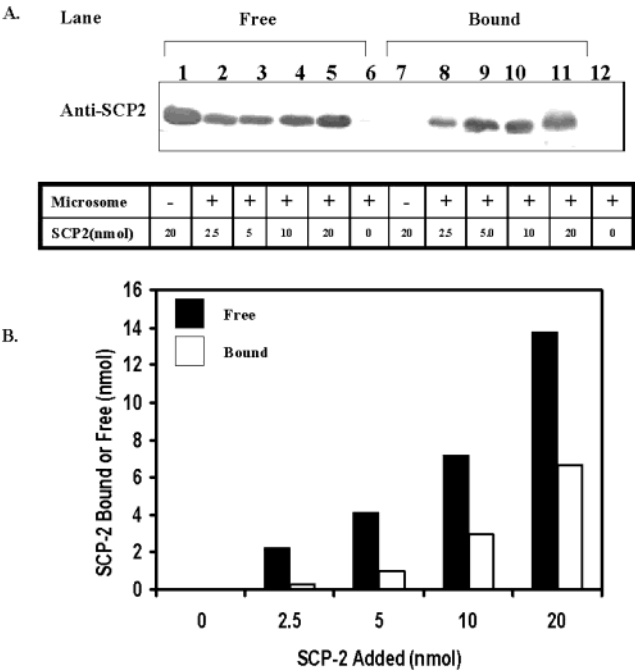 A. Lane Free Bound
1 2 3 4 5 6 7 8 9 10 11 12
Anti-SCP2
Microsome - + + + + + - + + + + +
SCP2(nmol) 20 2.5 5 10 20 0 20 2.5 5.0 10 20 0
B.
16
14
12
10
8
6
4
2
0
SCP-2 Bound or Free (nmol)
Free
Bound
0 2.5 5 10 20
SCP-2 Added (nmol)